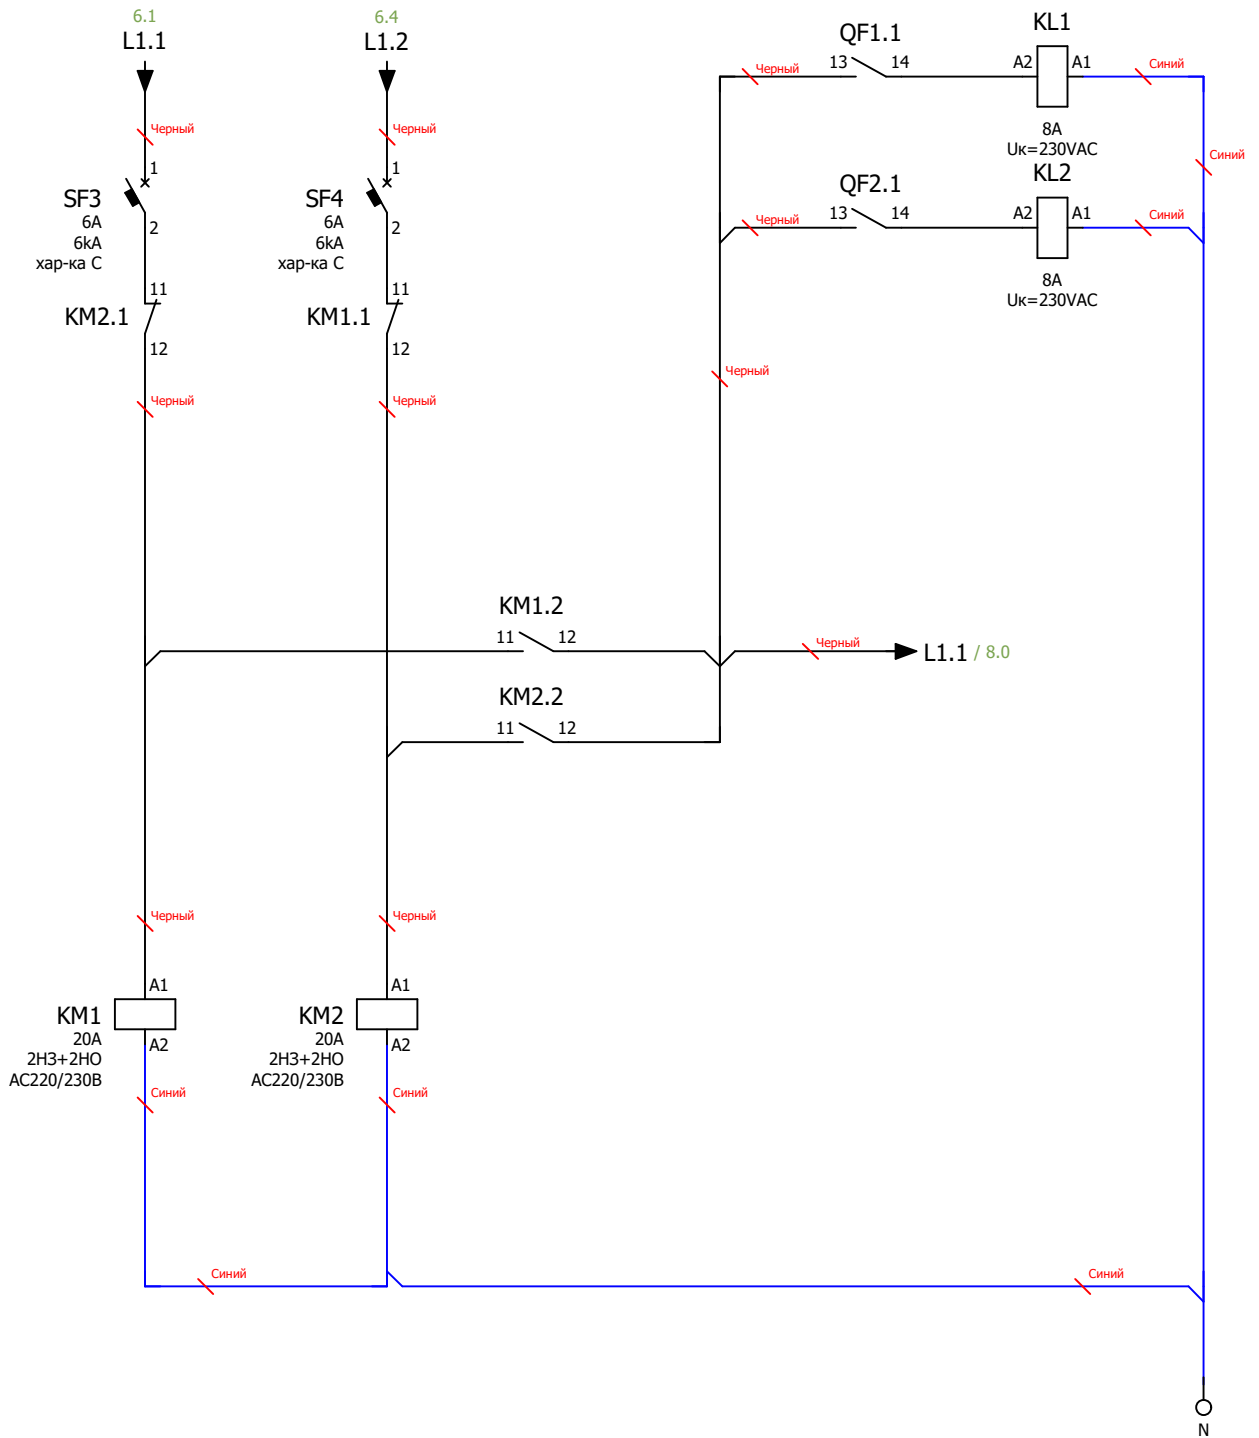 6.1
L1.1
6.4
L1.2
Черный
Черный
1
SF3
6А
6kA
хар-ка С
2
1
SF4
6А
6kA
хар-ка С
2
11
KM2.1
12
11
KM1.1
12
Черный
Черный
QF1.1
KL1
Черный
13
14
A2
A1
Синий
8А
Uк=230VAC
Синий
QF2.1
KL2
Черный
13
14
A2
A1
Синий
8А
Uк=230VAC
Черный
KM1.2
11
12
Черный
L1.1 / 8.0
KM2.2
11
12
Черный
Черный
A1
KM1
20А
2НЗ+2НО
AC220/230В
A2
A1
KM2
20А
2НЗ+2НО
AC220/230В
A2
Синий
Синий
Синий
Синий
N